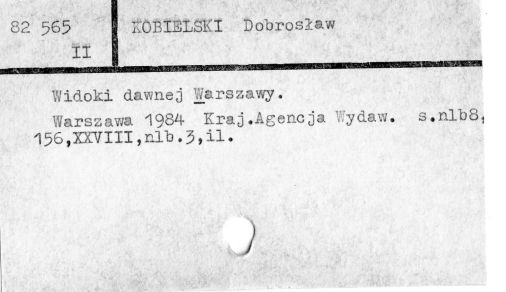 82 565 KOBIELSKI Dobrosław
II
Widoki dawnej Warszawy.
Warszawa 1984 Kraj.Agencja Wydaw. s.nlb8,
156,XXVIII,nlb.3,il.